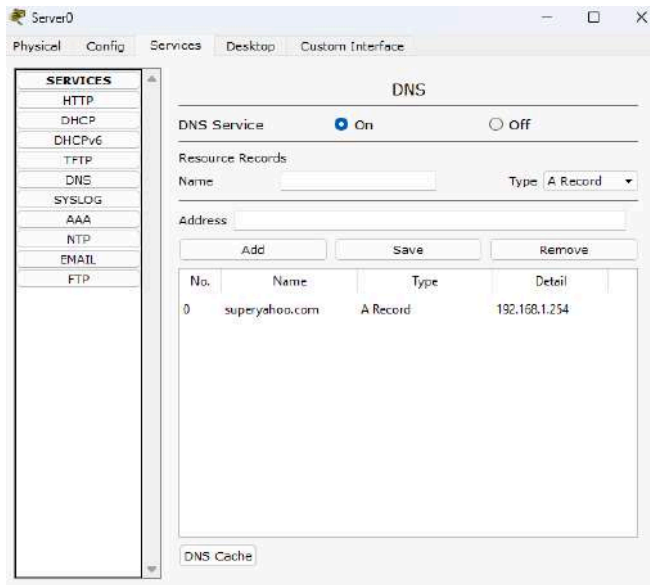 Server0
Physical Config Services Desktop Custom Interface
SERVICES
HTTP
DHCP
DHCPv6
TFTP
DNS
SYSLOG
AAA
NTP
EMAIL
FTP
DNS
DNS Service On Off
Resource Records
Name Type A Record
Address
Add Save Remove
No. Name Type Detail
0 superyahoo.com A Record 192.168.1.254
DNS Cache